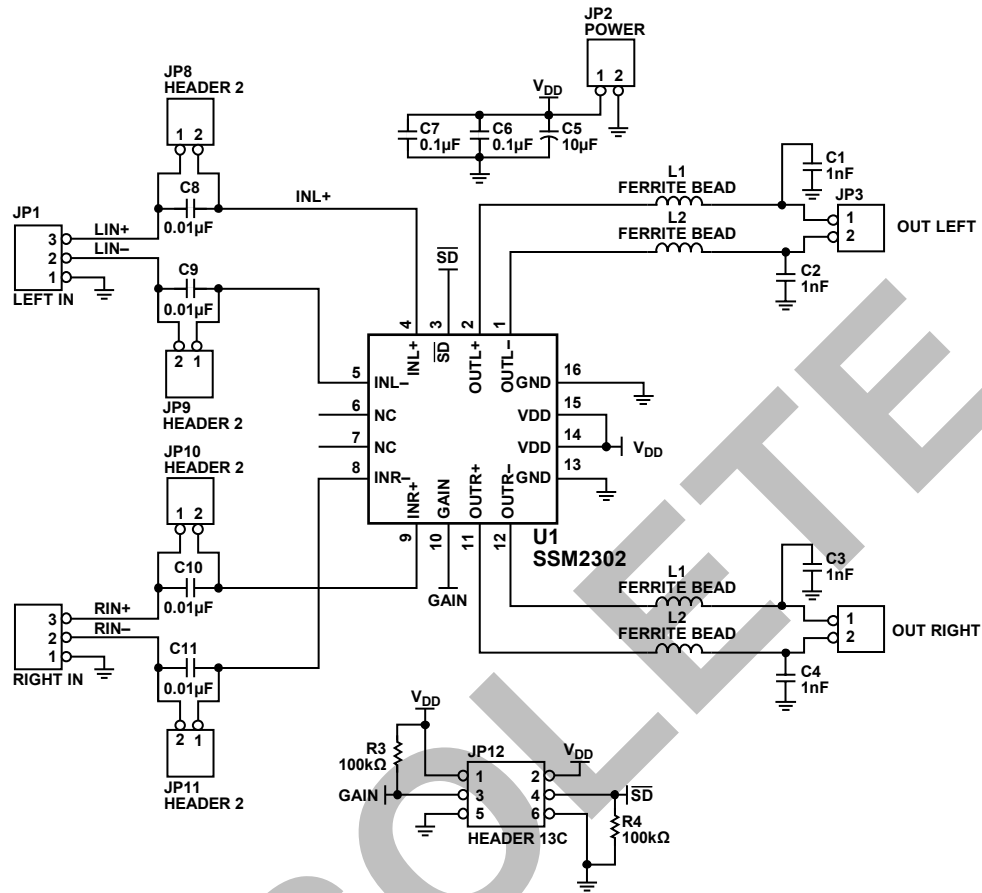 JP2
POWER
1 2
JP8
HEADER 2
1 2
VDD
C7
0.1µF
C6
0.1µF
C5
10µF
C8
0.01µF
INL+
JP1
3
2
1
LEFT IN
LIN+
LIN–
C9
0.01µF
2 1
JP9
HEADER 2
SD
L1
FERRITE BEAD
L2
FERRITE BEAD
C1
1nF
JP3
1
2
OUT LEFT
C2
1nF
4
3
2
1
INL+
SD
OUTL+
OUTL–
5
INL–
6
NC
7
NC
8
INR–
GND
16
VDD
15
VDD
14
VDD
GND
13
INR+
GAIN
OUTR+
OUTR–
9
10
11
12
U1
SSM2302
GAIN
JP10
HEADER 2
1 2
C10
0.01µF
3
2
1
RIGHT IN
RIN+
RIN–
C11
0.01µF
2 1
JP11
HEADER 2
L1
FERRITE BEAD
L2
FERRITE BEAD
C3
1nF
1
2
OUT RIGHT
C4
1nF
VDD
R3
100kΩ
GAIN
JP12
1 2
3 4
5 6
HEADER 13C
VDD
SD
R4
100kΩ
OLETE